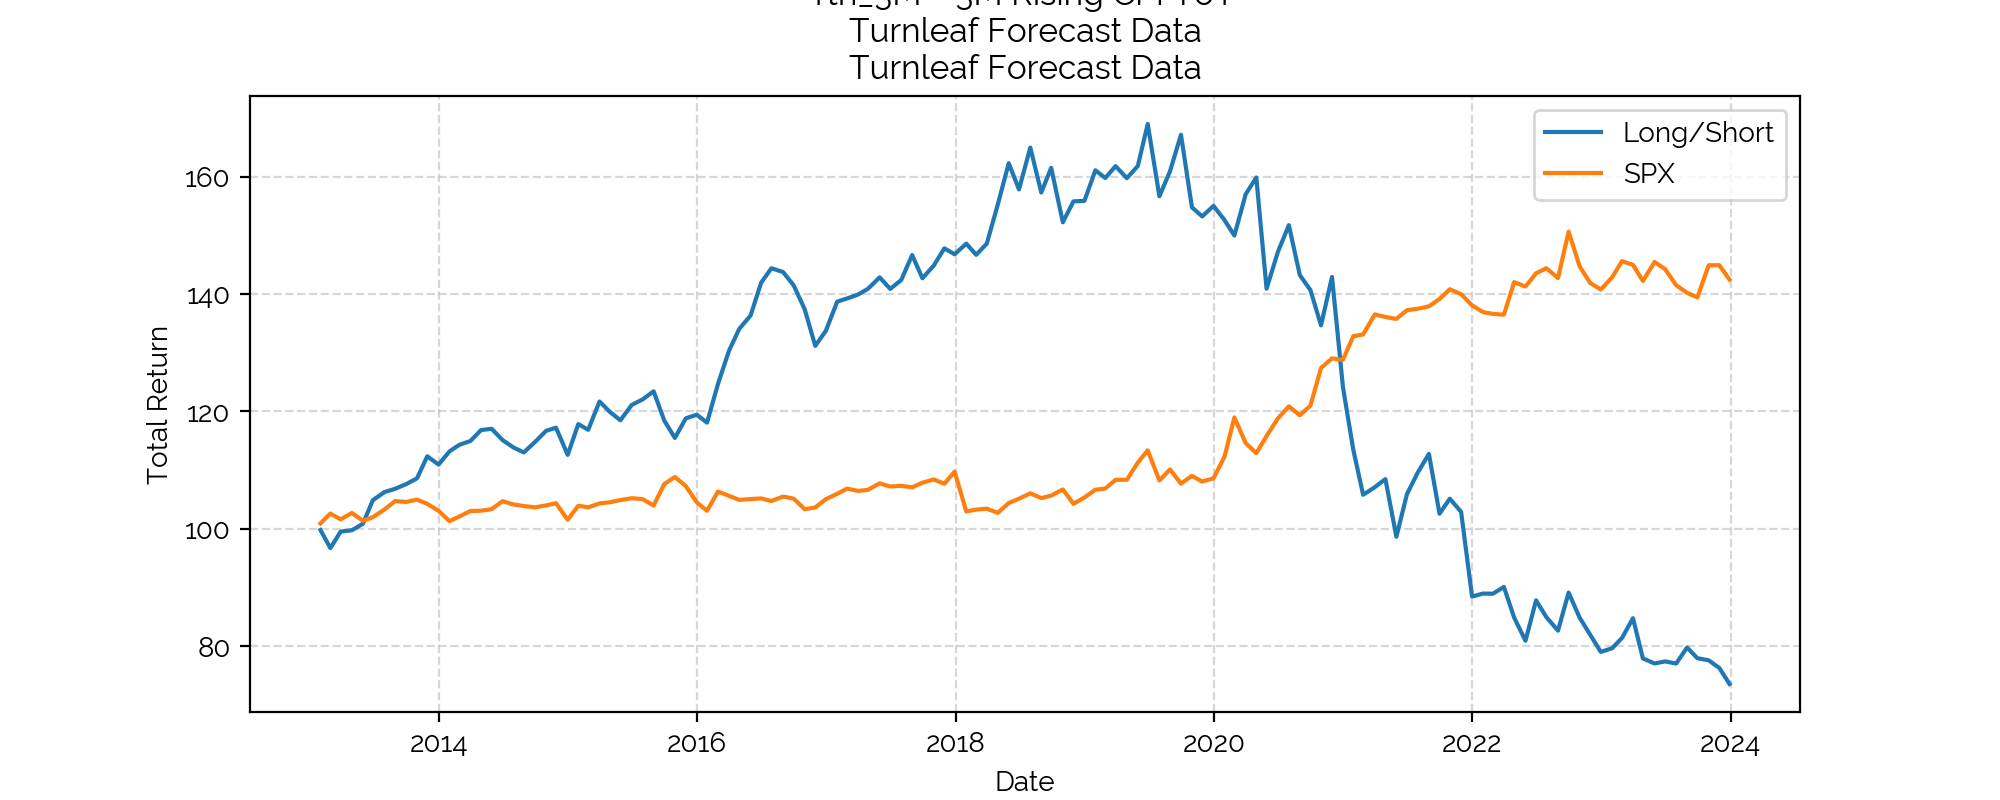 Turnleaf Forecast Data
Turnleaf Forecast Data
Long/Short
SPX
Total Return
160
140
120
100
80
2014
2016
2018
2020
2022
2024
Date